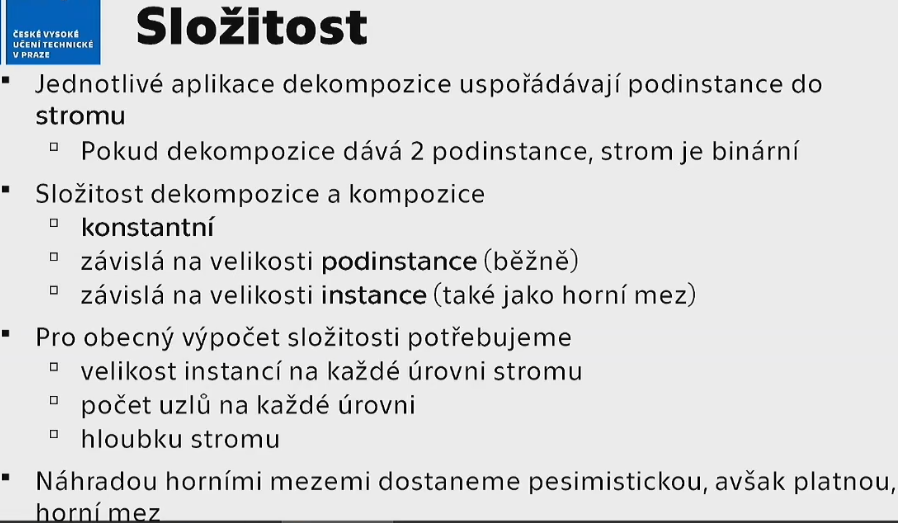 ČESKÉ VYSOKÉ
UČENÍ TECHNICKÉ
V PRAZE
Složitost
Jednotlivé aplikace dekompozice uspořádávají podinstance do
stromu
Pokud dekompozice dává 2 podinstance, strom je binární
Složitost dekompozice a kompozice
konstantní
závislá na velikosti podinstance (běžně)
závislá na velikosti instance (také jako horní mez)
Pro obecný výpočet složitosti potřebujeme
velikost instancí na každé úrovni stromu
počet uzlů na každé úrovni
hloubku stromu
Náhradou horními mezemi dostaneme pesimistickou, avšak platnou,
horní mez